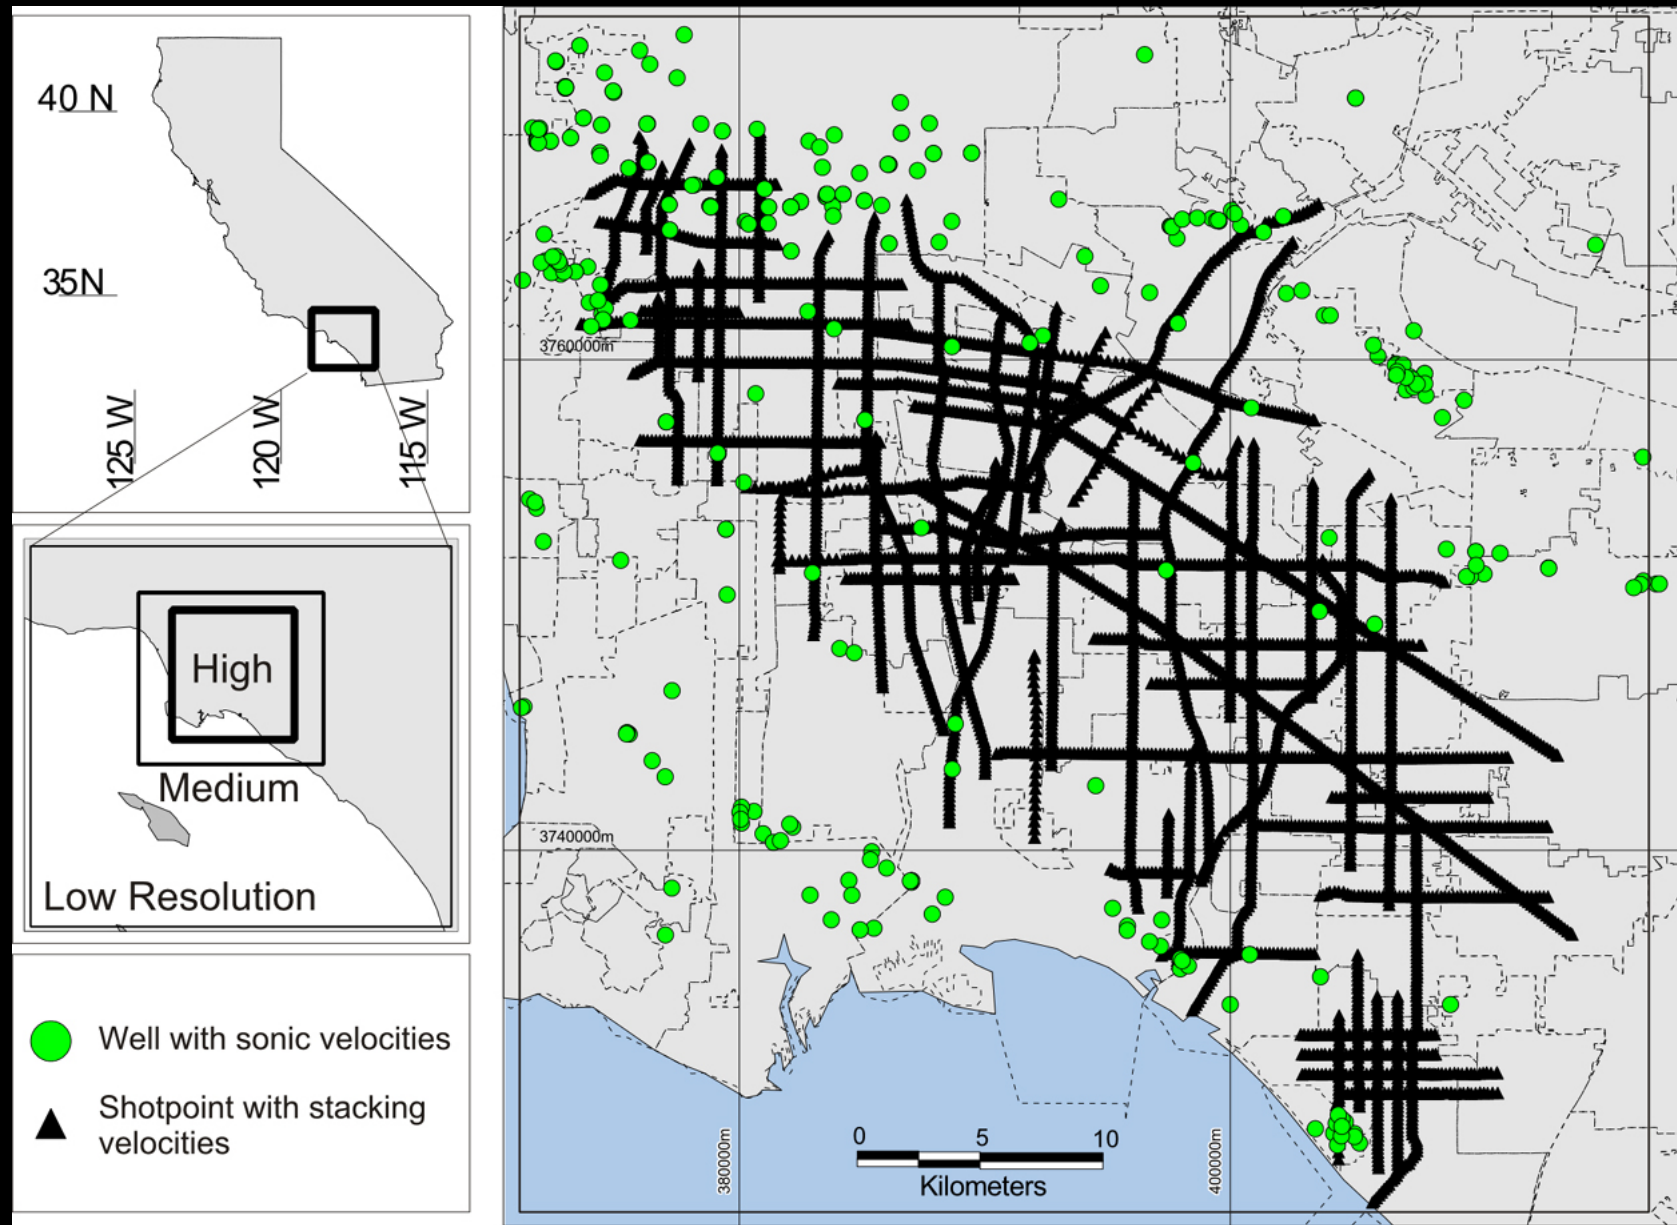 40 N
35N
125 W
120 W
115 W
High
Medium
Low Resolution
Well with sonic velocities
Shotpoint with stacking
velocities
3760000m
3740000m
380000m
400000m
0 5 10
Kilometers